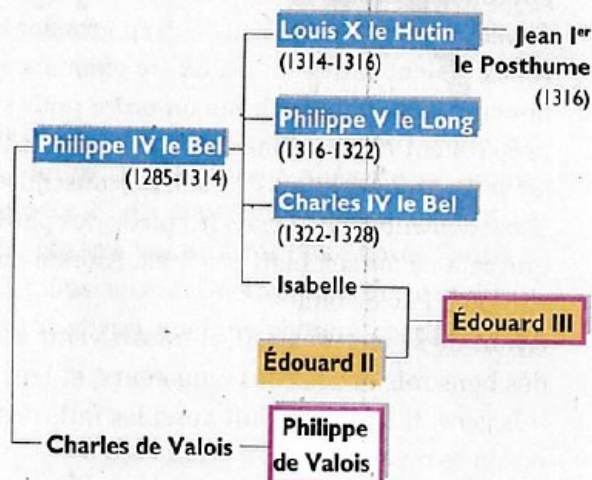 Louis X le Hutin
(1314-1316)
Jean Iᵉʳ
le Posthume
(1316)
Philippe V le Long
(1316-1322)
Philippe IV le Bel
(1285-1314)
Charles IV le Bel
(1322-1328)
Isabelle
Édouard III
Édouard II
Charles de Valois
Philippe
de Valois